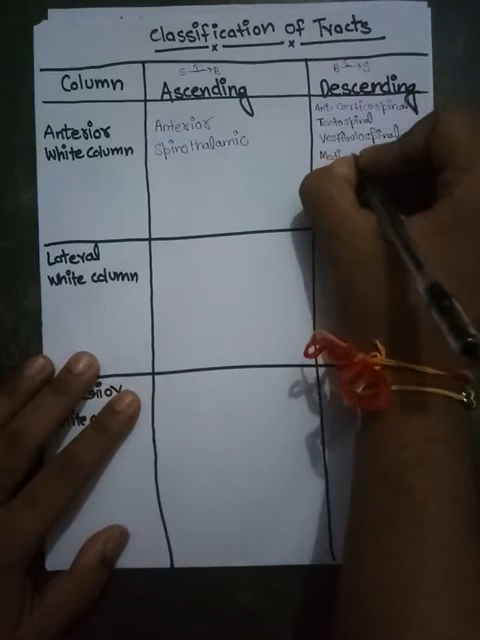 Classification of Tracts
Column
S → B
Ascending
B → S
Descending
Anterior
White column
Anterior
Spinothalamic
Ant. Corticospinal
Tectospinal
Vestibulospinal
Lateral
White column